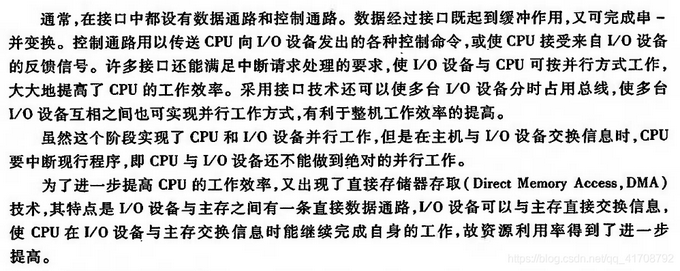 通常,在接口中都设有数据通路和控制通路。数据经过接口既起到缓冲作用,又可完成串-
并变换。控制通路用以传送 CPU 向 I/O 设备发出的各种控制命令,或使 CPU 接受来自 I/O 设备
的反馈信号。许多接口还能满足中断请求处理的要求,使 I/O 设备与 CPU 可按并行方式工作,
大大地提高了 CPU 的工作效率。采用接口技术还可以使多台 I/O 设备分时占用总线,使多台
I/O 设备互相之间也可实现并行工作方式,有利于整机工作效率的提高。
虽然这个阶段实现了 CPU 和 I/O 设备并行工作,但是在主机与 I/O 设备交换信息时,CPU
要中断现行程序,即 CPU 与 I/O 设备还不能做到绝对的并行工作。
为了进一步提高 CPU 的工作效率,又出现了直接存储器存取(Direct Memory Access,DMA)
技术,其特点是 I/O 设备与主存之间有一条直接数据通路,I/O 设备可以与主存直接交换信息,
使 CPU 在 I/O 设备与主存交换信息时能继续完成自身的工作,故资源利用率得到了进一步
提高。
https://blog.csdn.net/qq_41708792